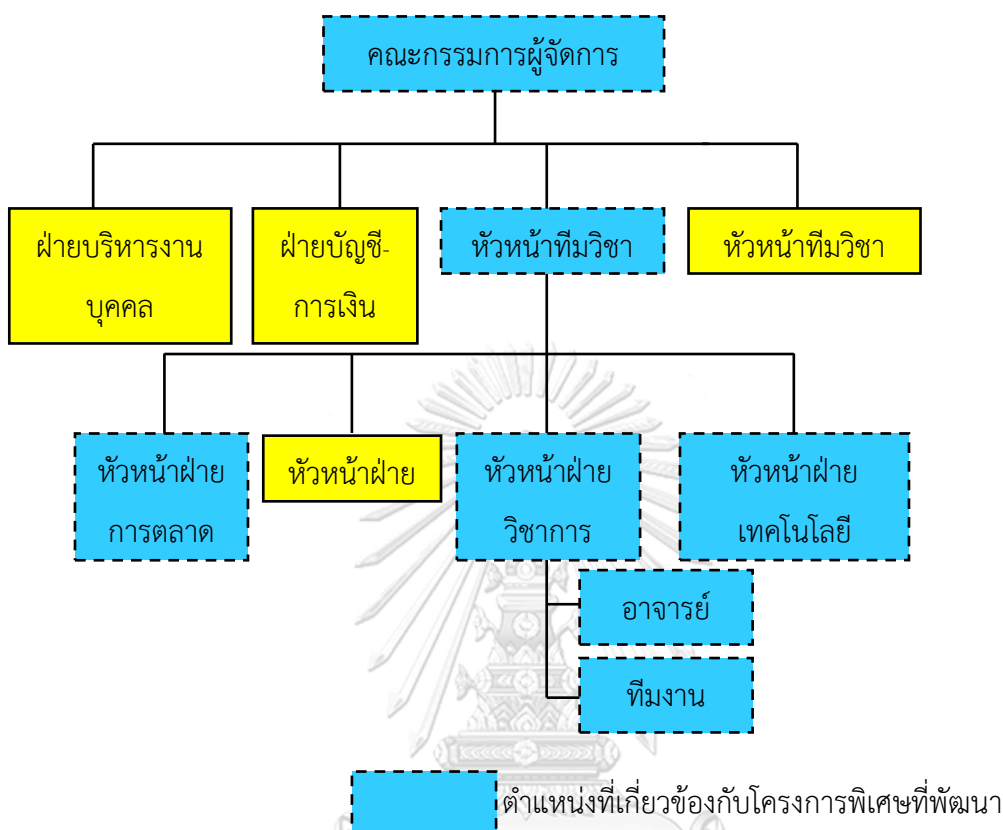 คณะกรรมการผู้จัดการ
ฝ่ายบริหารงาน
บุคคล
ฝ่ายบัญชี-
การเงิน
หัวหน้าทีมวิชา
หัวหน้าทีมวิชา
หัวหน้าฝ่าย
การตลาด
หัวหน้าฝ่าย
หัวหน้าฝ่าย
วิชาการ
หัวหน้าฝ่าย
เทคโนโลยี
อาจารย์
ทีมงาน
ตำแหน่งที่เกี่ยวข้องกับโครงการพิเศษที่พัฒนา